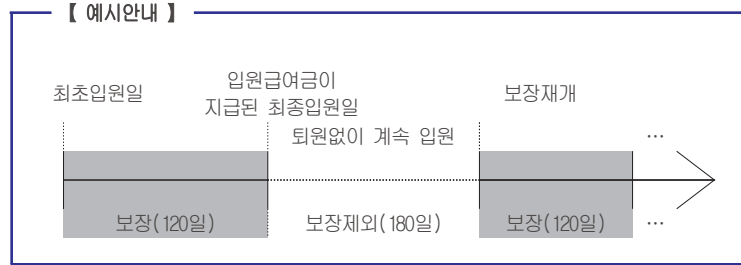 【 예시안내 】
최초입원일
입원급여금이
지급된 최종입원일
보장재개
퇴원없이 계속 입원
…
보장(120일)
보장제외(180일)
보장(120일)
…